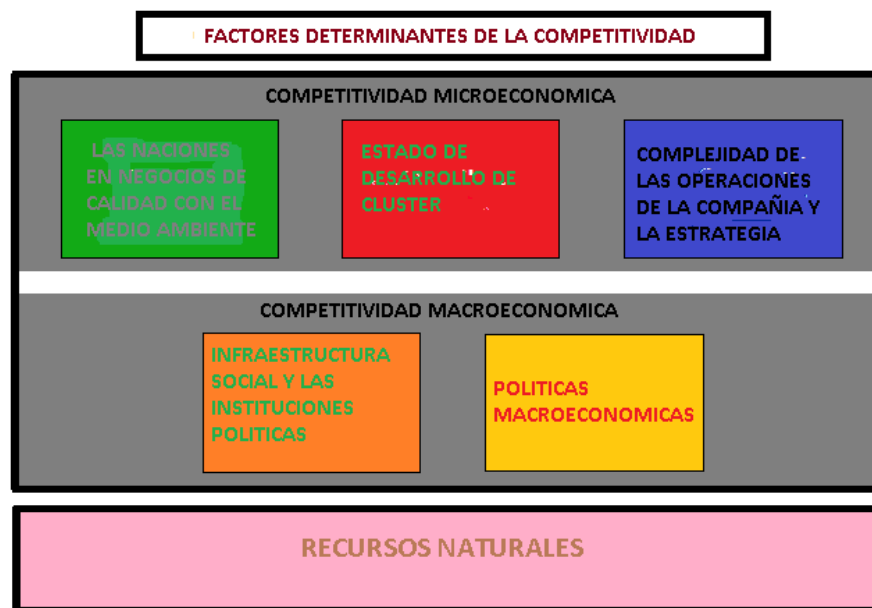 FACTORES DETERMINANTES DE LA COMPETITIVIDAD
COMPETITIVIDAD MICROECONOMICA
LAS NACIONES
EN NEGOCIOS DE
CALIDAD CON EL
MEDIO AMBIENTE
ESTADO DE
DESARROLLO DE
CLUSTER
COMPLEJIDAD DE
LAS OPERACIONES
DE LA COMPAÑIA Y
LA ESTRATEGIA
COMPETITIVIDAD MACROECONOMICA
INFRAESTRUCTURA
SOCIAL Y LAS
INSTITUCIONES
POLITICAS
POLITICAS
MACROECONOMICAS
RECURSOS NATURALES